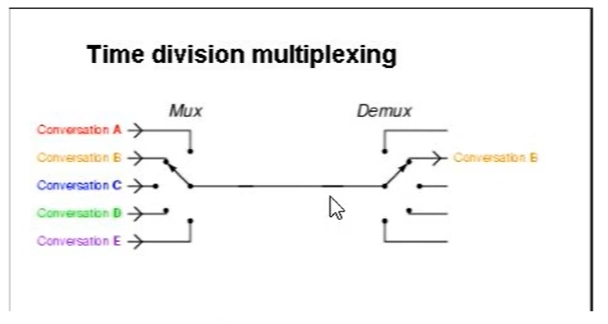 Time division multiplexing
Mux Demux
Conversation A
Conversation B Conversation B
Conversation C
Conversation D
Conversation E